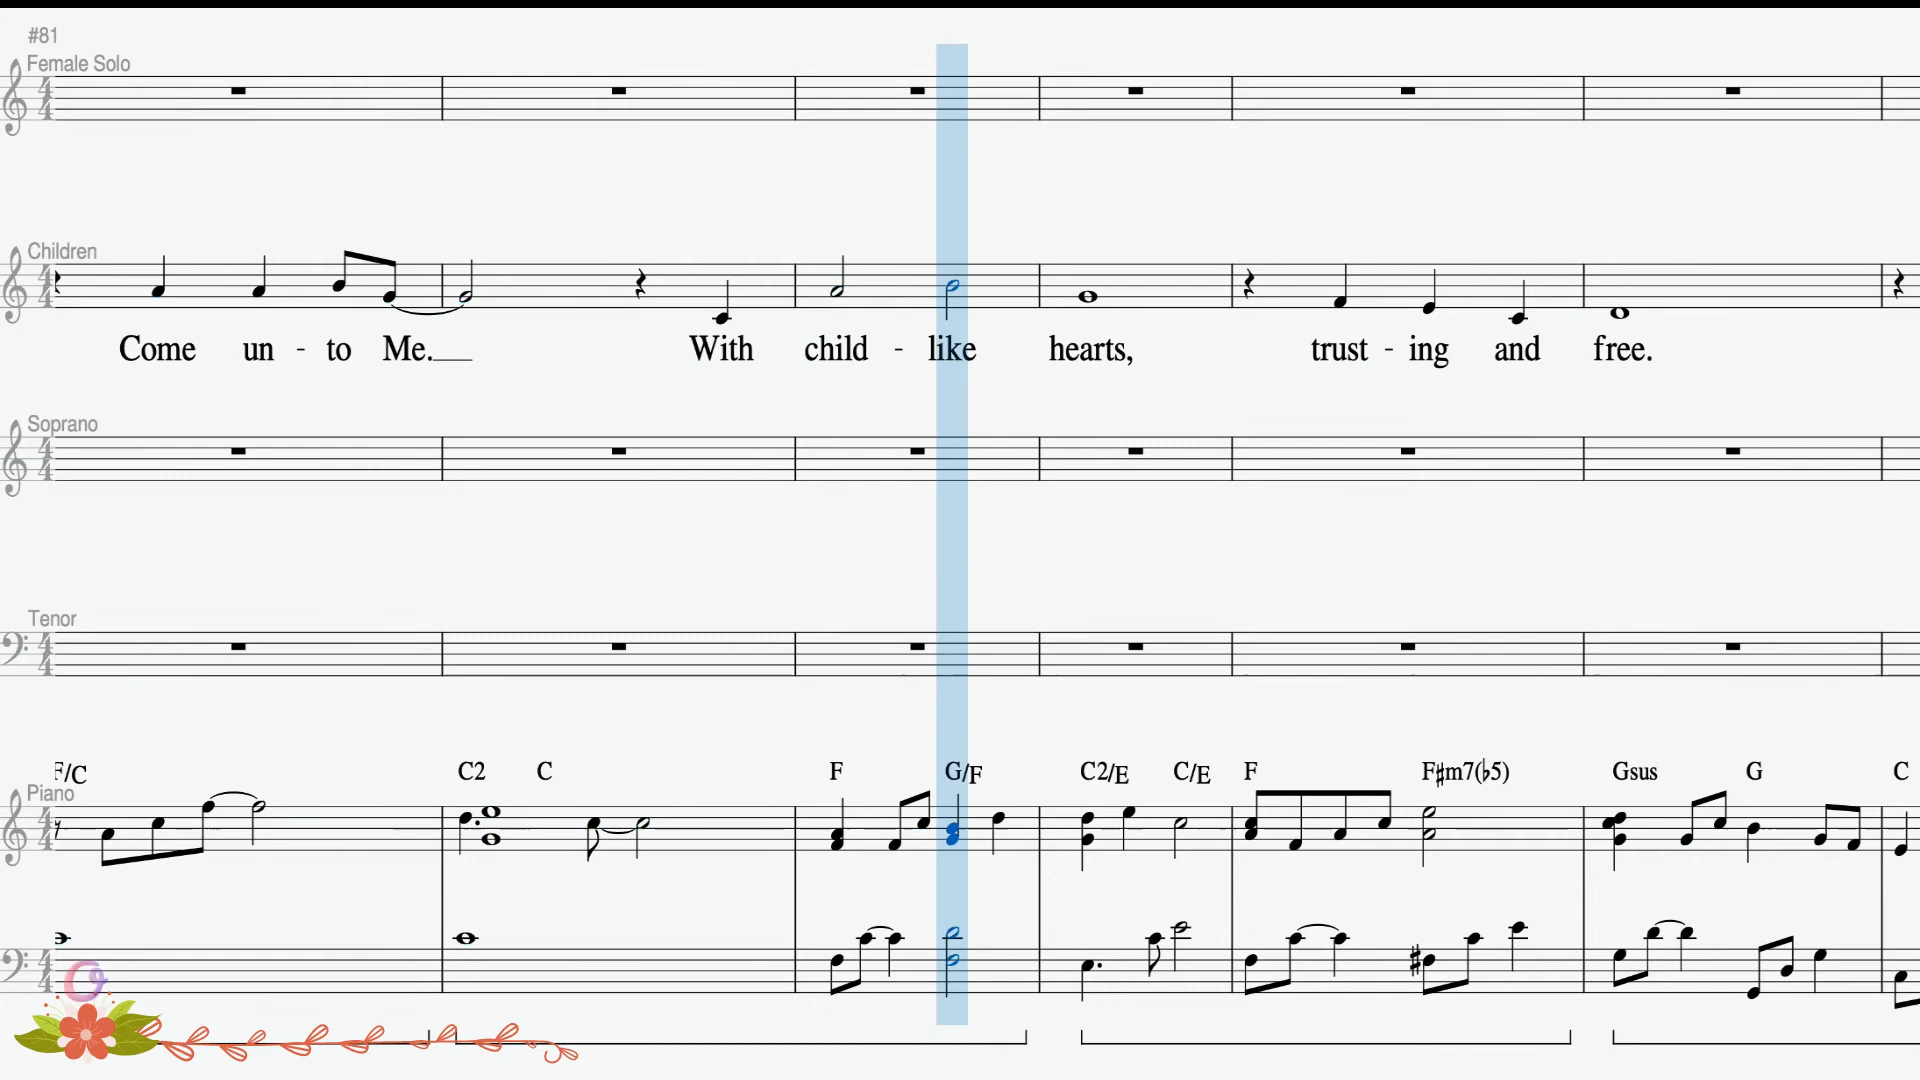 #81
Female Solo
Children
Come un - to Me. With child - like hearts, trust - ing and free.
Soprano
Tenor
F/C C2 C F G/F C2/E C/E F F♯m7(♭5) Gsus G C
Piano